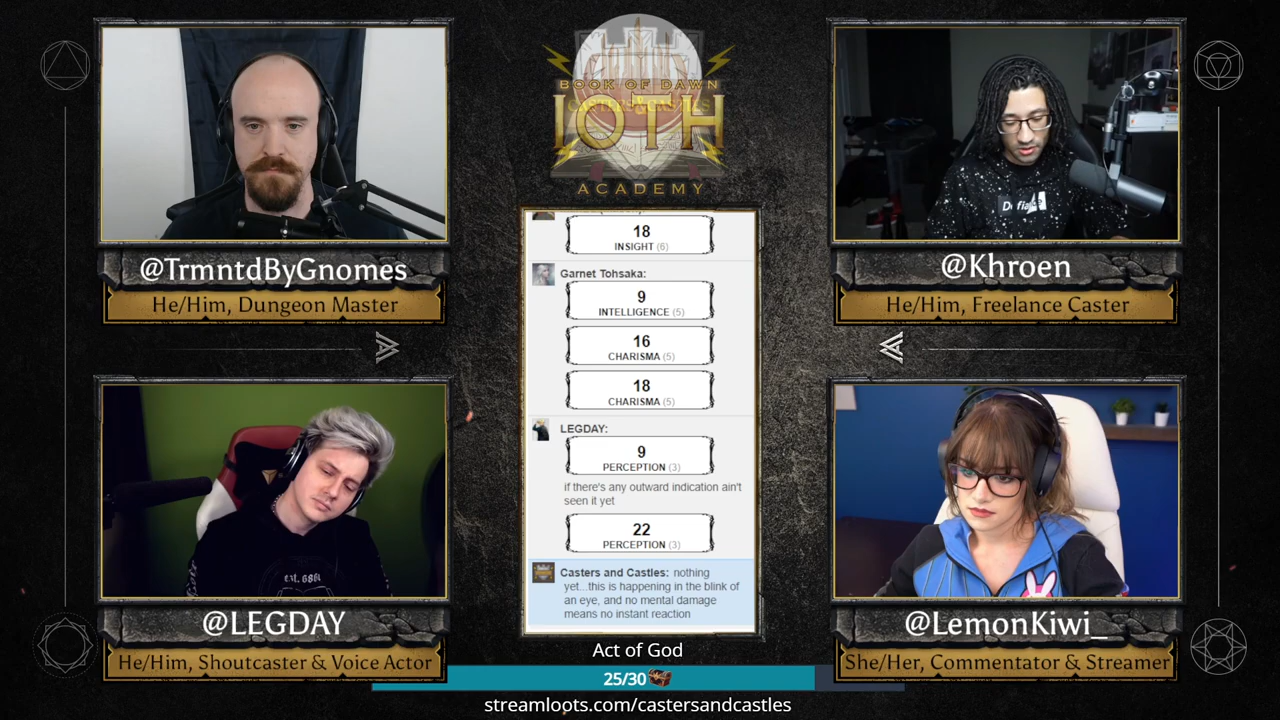 BOOK OF DAWN
IOTH
ACADEMY
@TrmntdByGnomes
He/Him, Dungeon Master
@Khroen
He/Him, Freelance Caster
18
INSIGHT (6)
Garnet Tohsaka:
9
INTELLIGENCE (5)
16
CHARISMA (5)
18
CHARISMA (5)
LEGDAY:
9
PERCEPTION (3)
if there's any outward indication ain't
seen it yet
22
PERCEPTION (3)
Casters and Castles: nothing
yet...this is happening in the blink of
an eye, and no mental damage
means no instant reaction
@LEGDAY
He/Him, Shoutcaster & Voice Actor
@LemonKiwi_
She/Her, Commentator & Streamer
Act of God
25/30
streamloots.com/castersandcastles